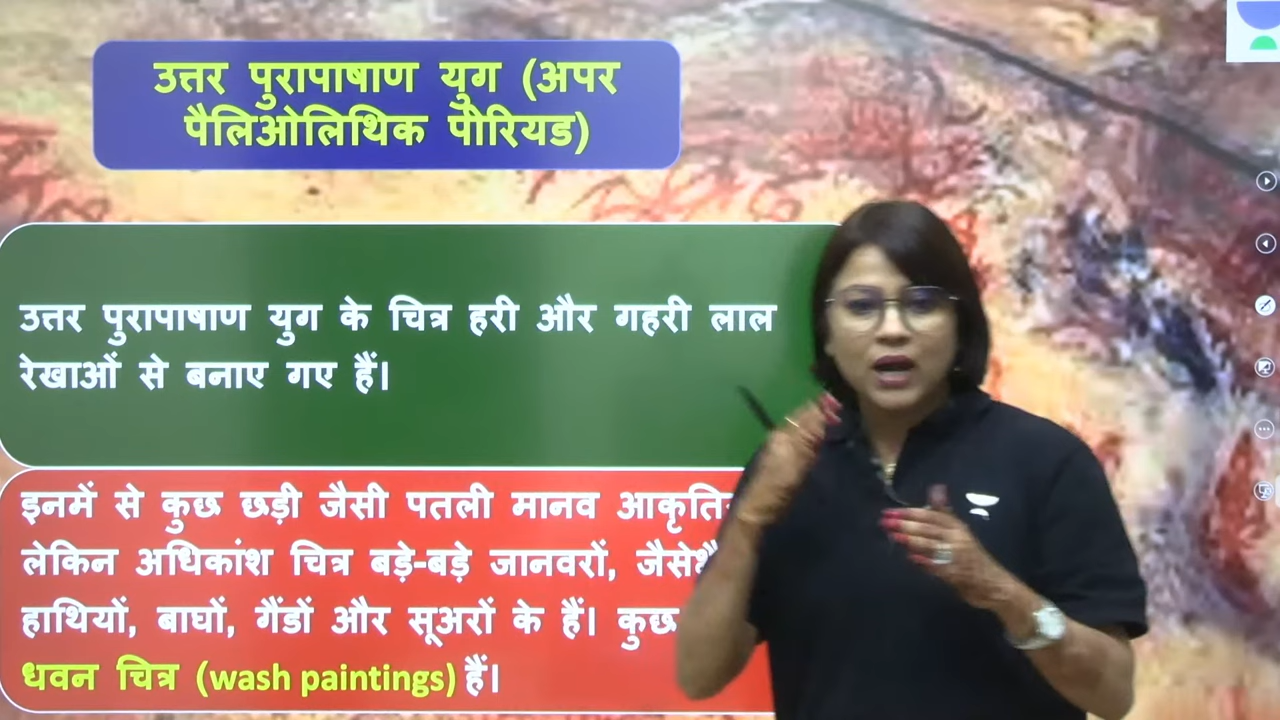 उत्तर पुरापाषाण युग (अपर
पैलिओलिथिक पीरियड)
उत्तर पुरापाषाण युग के चित्र हरी और गहरी लाल
रेखाओं से बनाए गए हैं।
इनमें से कुछ छड़ी जैसी पतली मानव
लेकिन अधिकांश चित्र बड़े-बड़े जानवरों,
हाथियों, बाघों, गैंडों और सूअरों के हैं। कुछ
धवन चित्र (wash paintings) हैं।